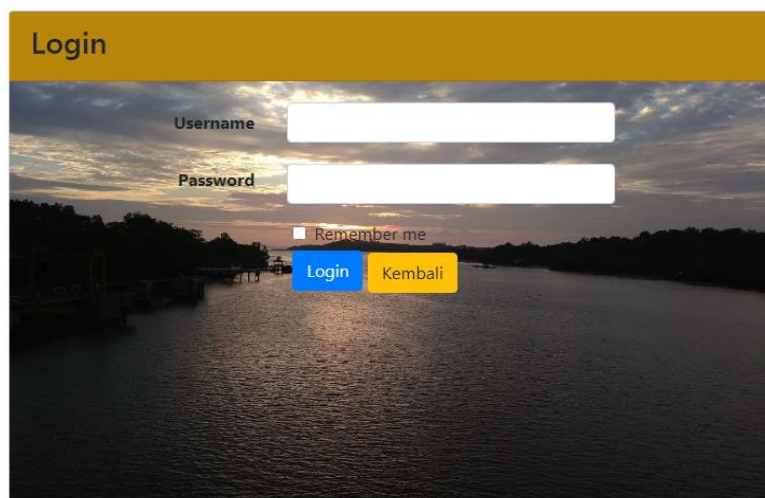 Login
Username
Password
Remember me
Login Kembali